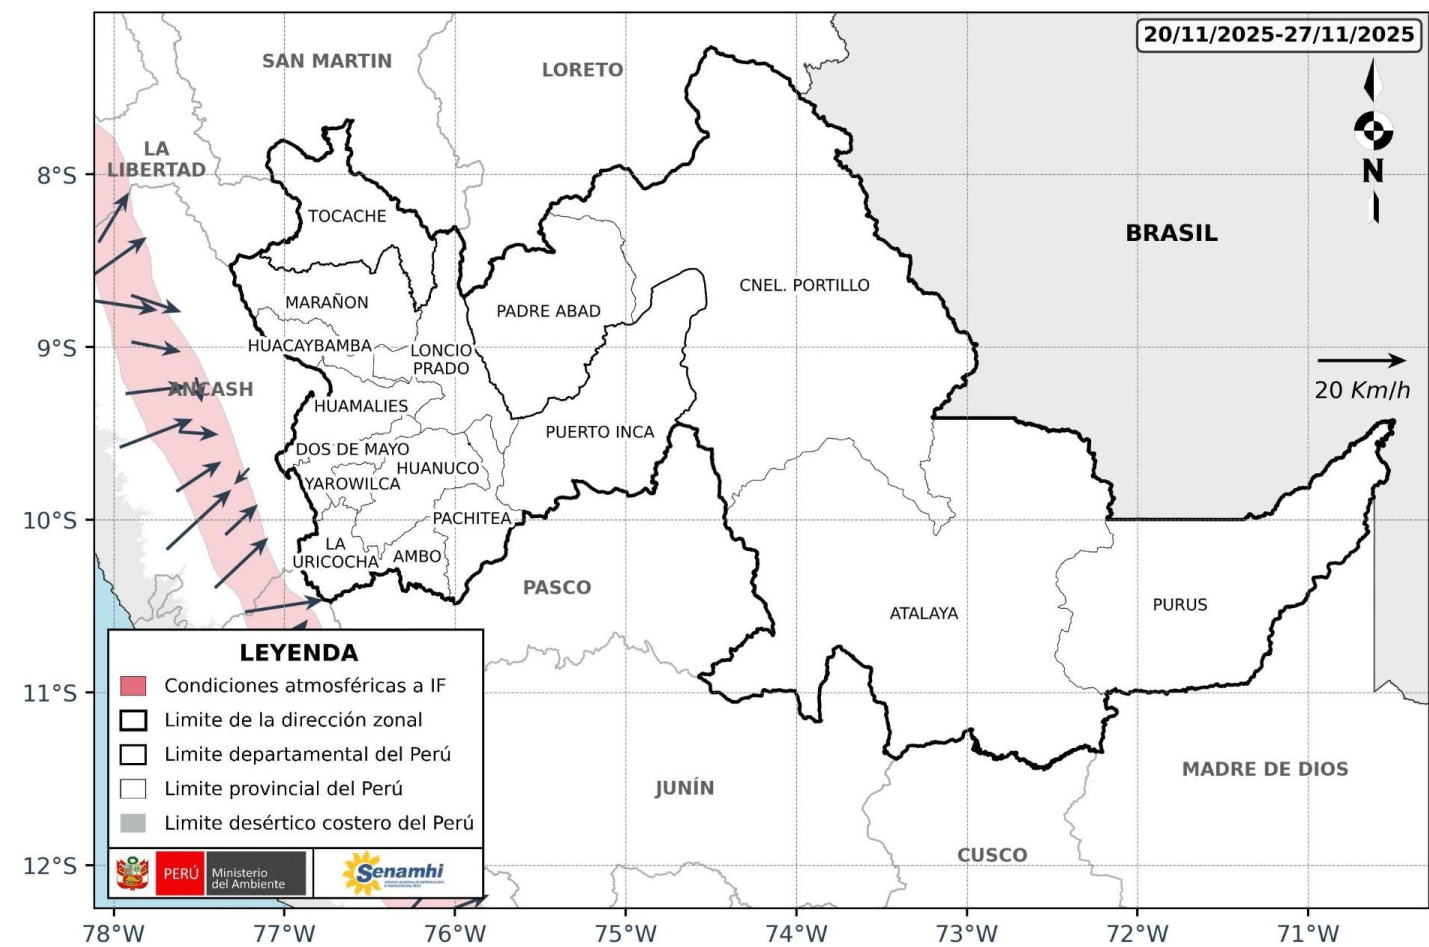 20/11/2025-27/11/2025
SAN MARTIN
LORETO
LA
LIBERTAD
N
8°S
TOCACHE
BRASIL
CNEL. PORTILLO
MARAÑON
PADRE ABAD
9°S
HUACAYBAMBA
LONCIO
PRADO
ANCASH
20 Km/h
HUAMALIES
PUERTO INCA
DOS DE MAYO
HUANUCO
YAROWILCA
10°S
PACHITEA
LA
URICOCHA
AMBO
PASCO
ATALAYA
PURUS
LEYENDA
Condiciones atmosféricas a IF
11°S
Limite de la dirección zonal
Limite departamental del Perú
Limite provincial del Perú
Limite desértico costero del Perú
JUNÍN
MADRE DE DIOS
CUSCO
12°S
PERÚ
Ministerio
del Ambiente
Senamhi
78°W
77°W
76°W
75°W
74°W
73°W
72°W
71°W